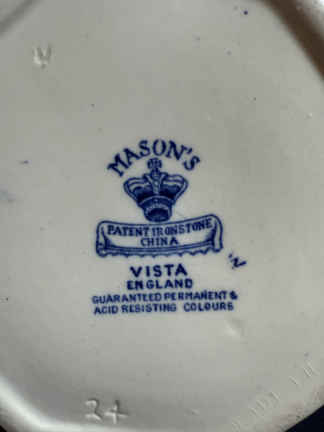 MASON'S
PATENT IRONSTONE
CHINA
VISTA
ENGLAND
GUARANTEED PERMANENT &
ACID RESISTING COLOURS
24